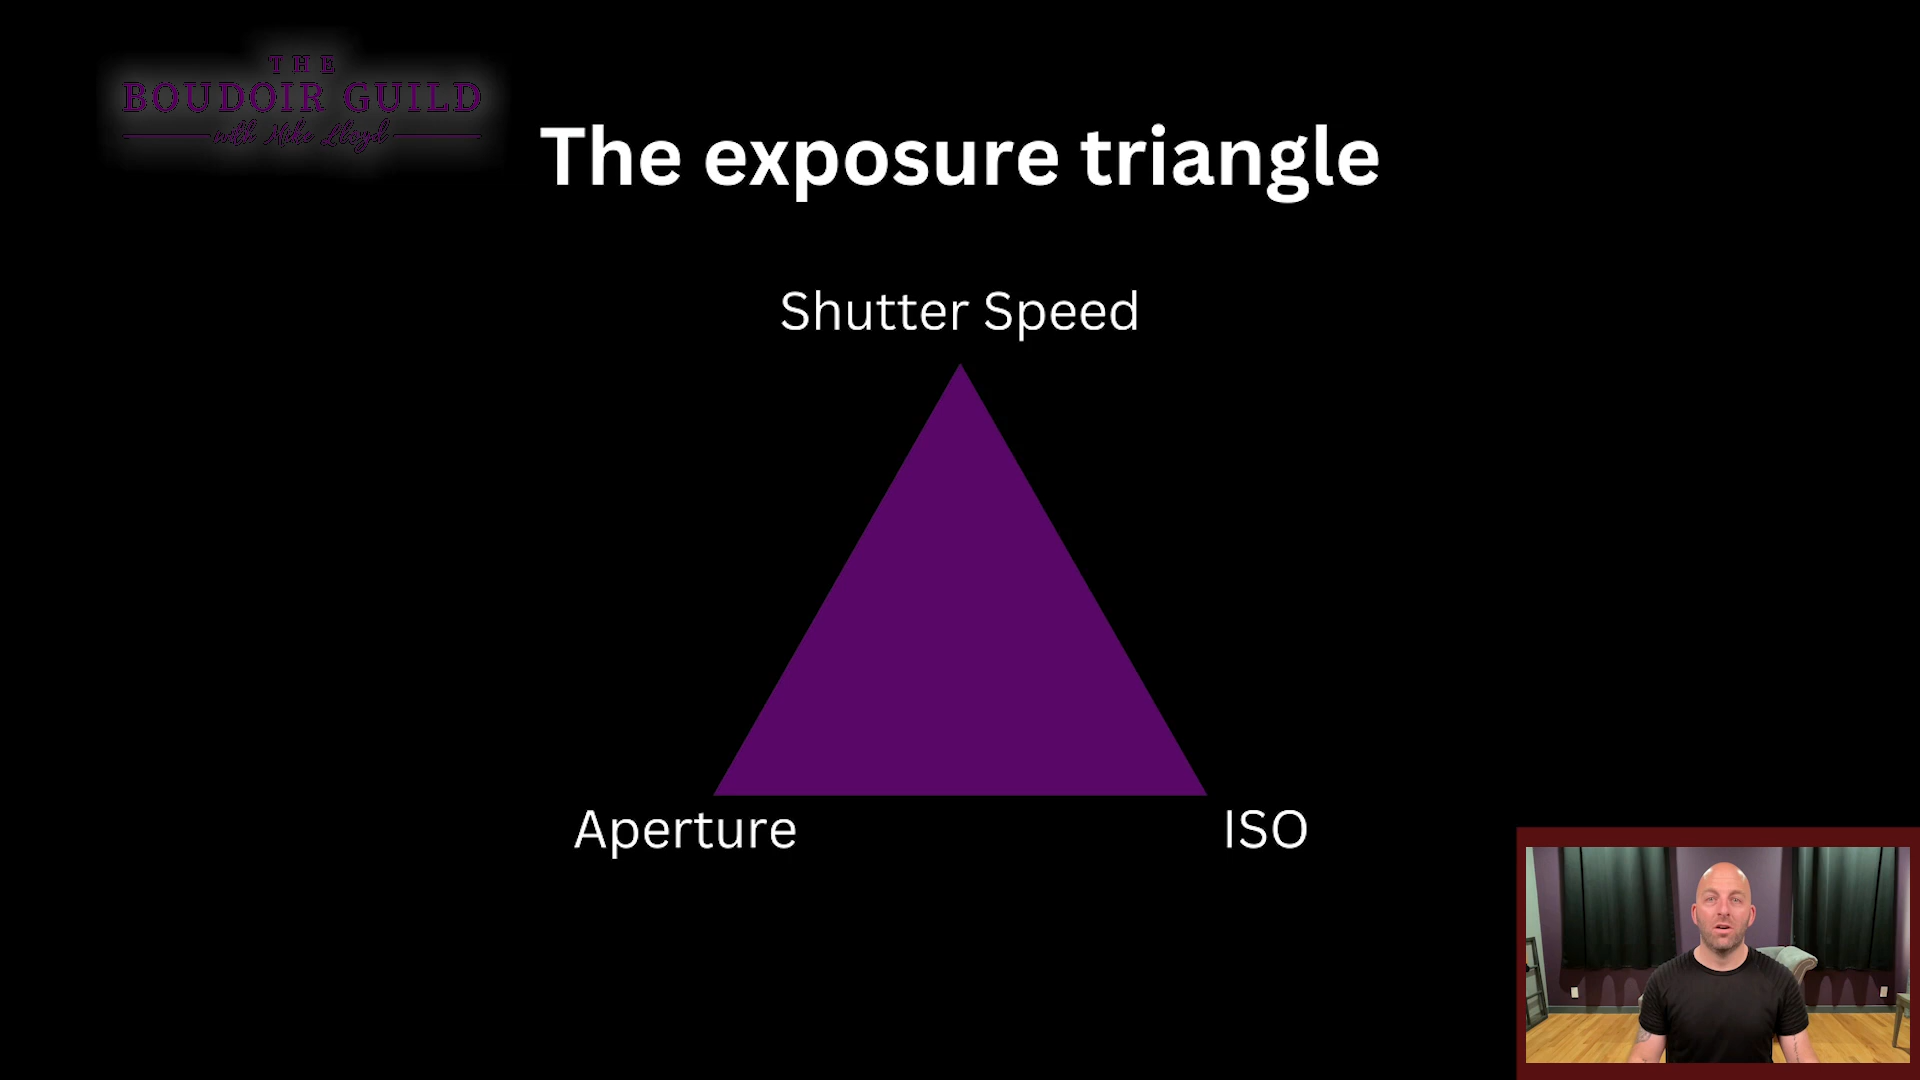 THE
BOUDOIR GUILD
with Mike Lloyd
The exposure triangle
Shutter Speed
Aperture
ISO